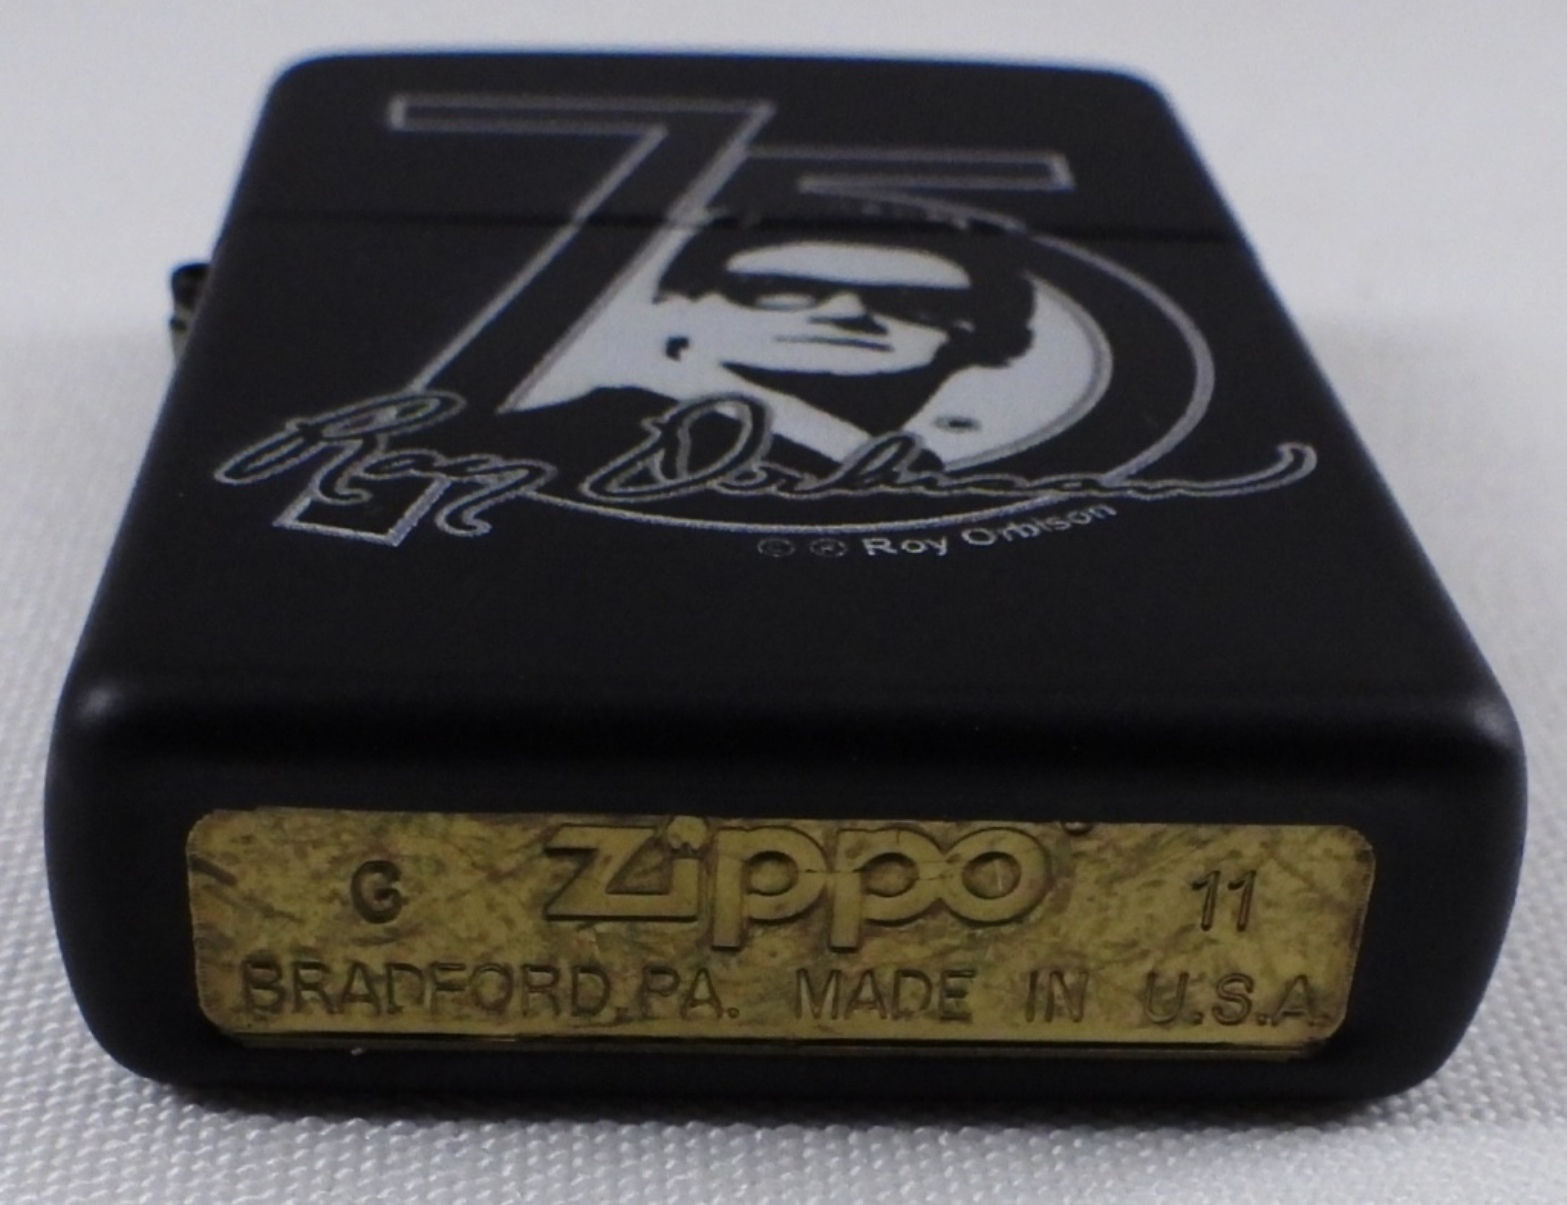 75
Roy Orbison
© ® Roy Orbison
G zippo 11
BRADFORD,PA. MADE IN U.S.A.